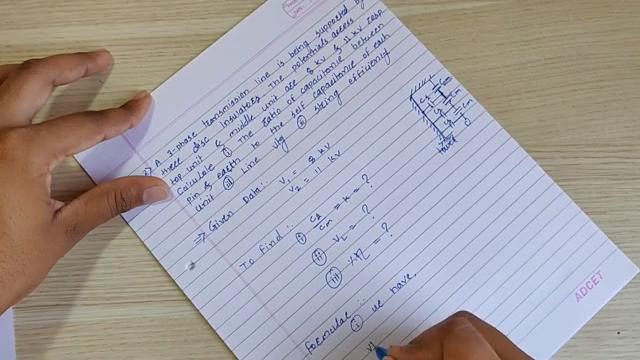 A 3-phase transmission line is being supported by
three disc insulators. The potentials across
top unit & middle unit are 8 kV & 11 kV resp.
Calculate (i) The ratio of capacitance between
Pin & earth to the self capacitance of each
unit (ii) Line Vtg (iii) string efficiency
⇒ Given Data:-
V1 = 8 kV
V2 = 11 kV
To find :-
(i) CA/Cm = k = ?
(ii) VL = ?
(iii) %η = ?
Formulae :-
(i) we have,
ADCET